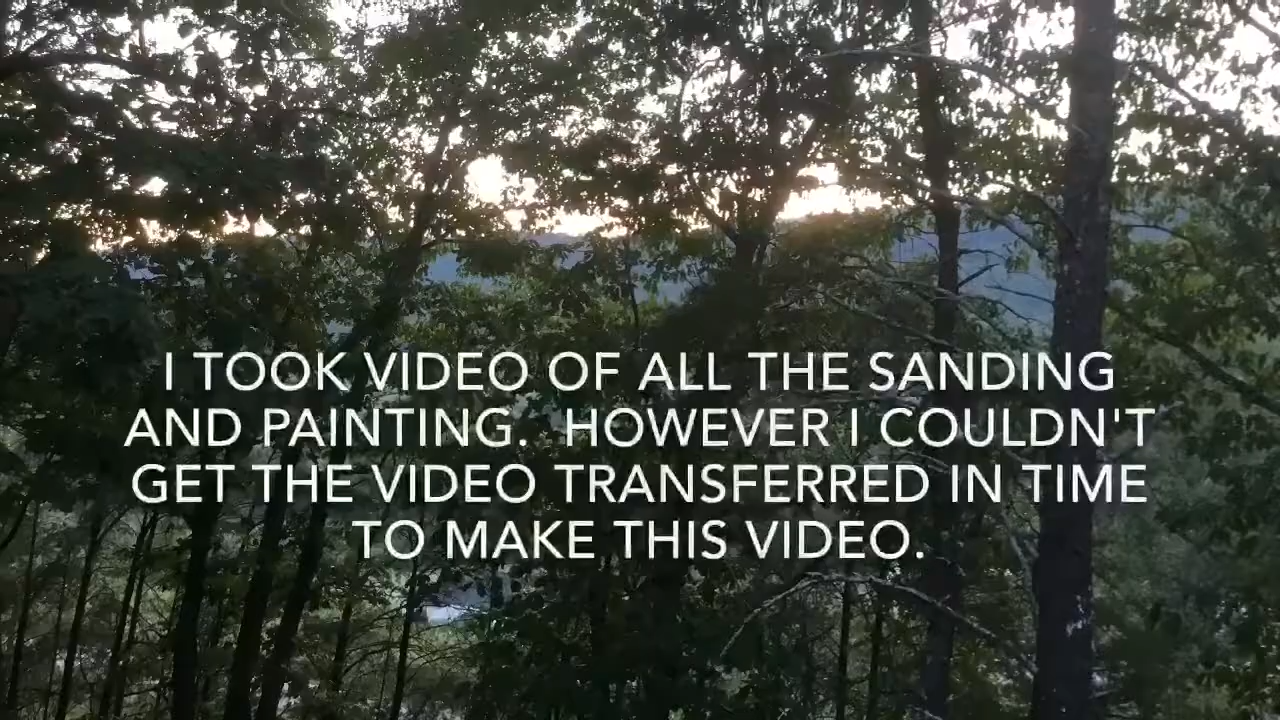 I TOOK VIDEO OF ALL THE SANDING
AND PAINTING.  HOWEVER I COULDN'T
GET THE VIDEO TRANSFERRED IN TIME
TO MAKE THIS VIDEO.